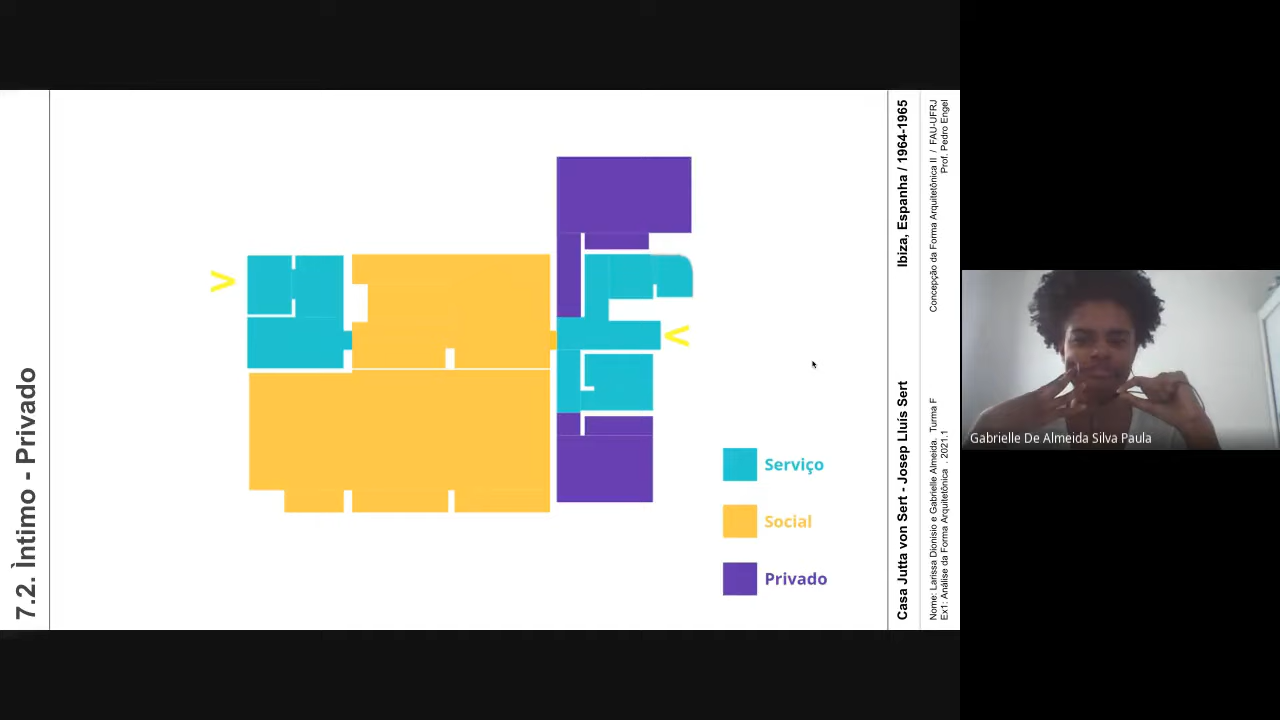 7.2. Ìntimo - Privado
>
<
Serviço
Social
Privado
Casa Jutta von Sert - Josep Lluís Sert
Ibiza, Espanha / 1964-1965
Nome: Larissa Dionisio e Gabrielle Almeida. Turma F
Ex1: Análise da Forma Arquitetônica . 2021.1
Concepção da Forma Arquitetônica II / FAU-UFRJ
Prof. Pedro Engel
Gabrielle De Almeida Silva Paula